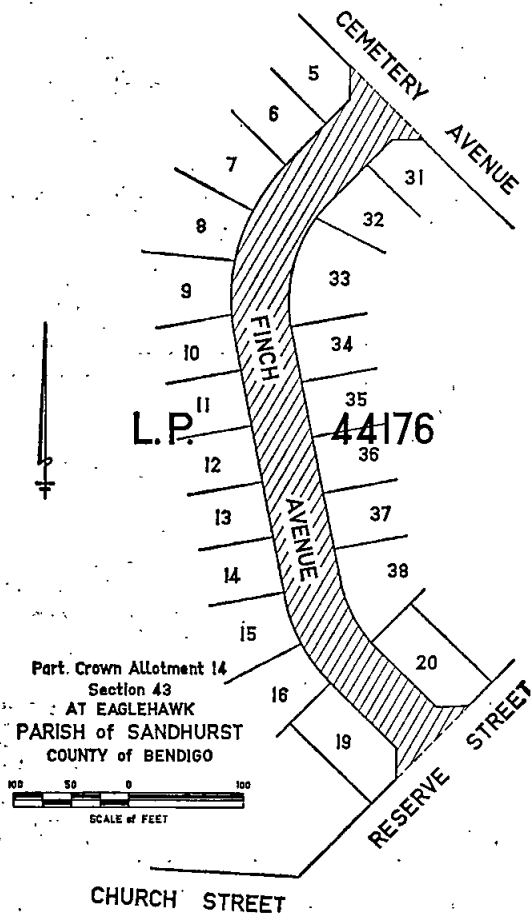 CEMETERY AVENUE
5
6
7
8
9
10
11
12
13
14
15
16
19
31
32
33
34
35
36
37
38
20
FINCH AVENUE
L.P. 44176
RESERVE STREET
Part. Crown Allotment 14
Section 43
AT EAGLEHAWK
PARISH of SANDHURST
COUNTY of BENDIGO
100 50 0 100
SCALE of FEET
CHURCH STREET